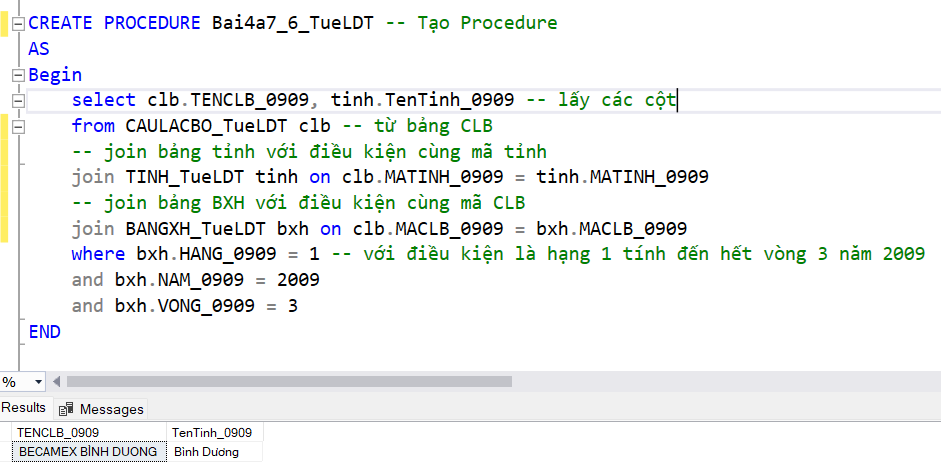 CREATE PROCEDURE Bai4a7_6_TueLDT -- Tạo Procedure
AS
Begin
select clb.TENCLB_0909, tinh.TenTinh_0909 -- lấy các cột
from CAULACBO_TueLDT clb -- từ bảng CLB
-- join bảng tỉnh với điều kiện cùng mã tỉnh
join TINH_TueLDT tinh on clb.MATINH_0909 = tinh.MATINH_0909
-- join bảng BXH với điều kiện cùng mã CLB
join BANGXH_TueLDT bxh on clb.MACLB_0909 = bxh.MACLB_0909
where bxh.HANG_0909 = 1 -- với điều kiện là hạng 1 tính đến hết vòng 3 năm 2009
and bxh.NAM_0909 = 2009
and bxh.VONG_0909 = 3
END
%
Results Messages
TENCLB_0909 TenTinh_0909
BECAMEX BÌNH DUONG Bình Dương